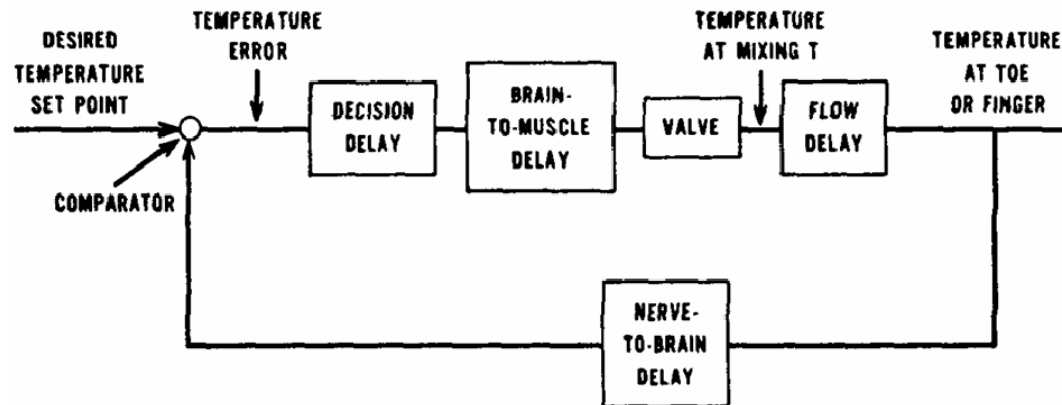 DESIRED
TEMPERATURE
SET POINT
TEMPERATURE
ERROR
COMPARATOR
DECISION
DELAY
BRAIN-
TO-MUSCLE
DELAY
VALVE
TEMPERATURE
AT MIXING T
FLOW
DELAY
TEMPERATURE
AT TOE
OR FINGER
NERVE-
TO-BRAIN
DELAY